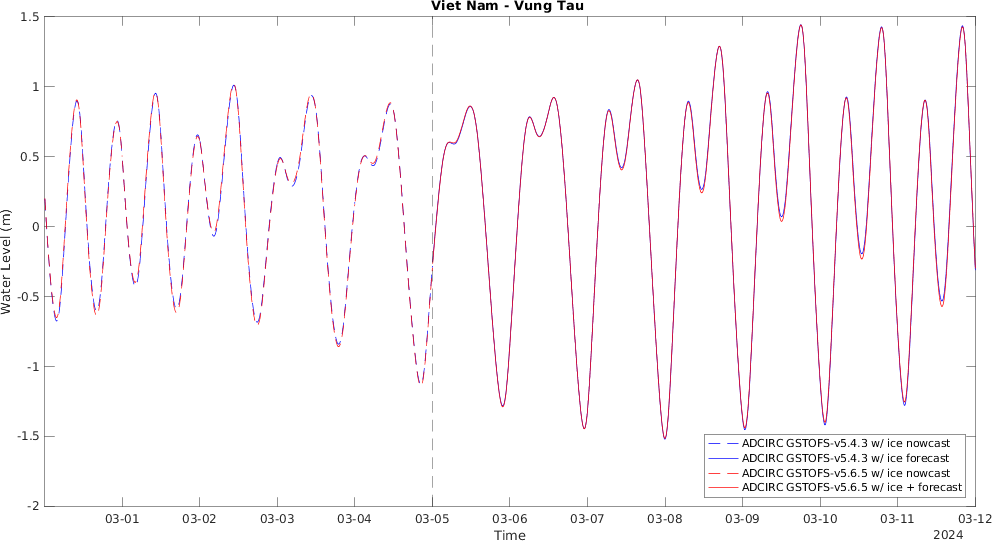 Viet Nam - Vung Tau
Water Level (m)
1.5
1
0.5
0
-0.5
-1
-1.5
-2
ADCIRC GSTOFS-v5.4.3 w/ ice nowcast
ADCIRC GSTOFS-v5.4.3 w/ ice forecast
ADCIRC GSTOFS-v5.6.5 w/ ice nowcast
ADCIRC GSTOFS-v5.6.5 w/ ice + forecast
03-01 03-02 03-03 03-04 03-05 03-06 03-07 03-08 03-09 03-10 03-11 03-12
Time
2024